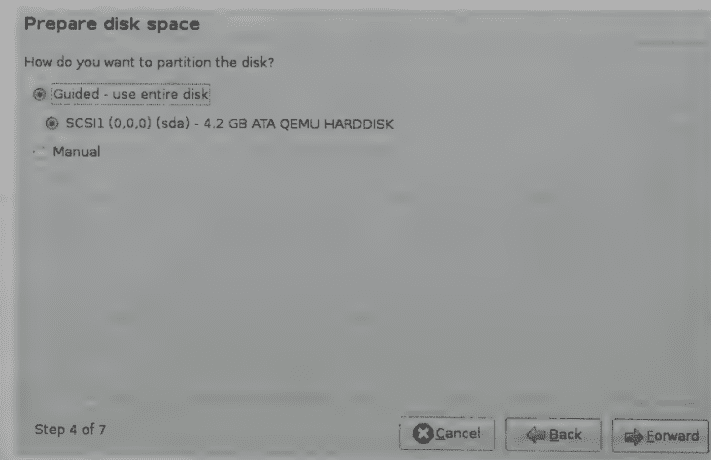 Prepare disk space
How do you want to partition the disk?
Guided - use entire disk
SCSI1 (0,0,0) (sda) - 4.2 GB ATA QEMU HARDDISK
Manual
Step 4 of 7
Cancel Back Forward